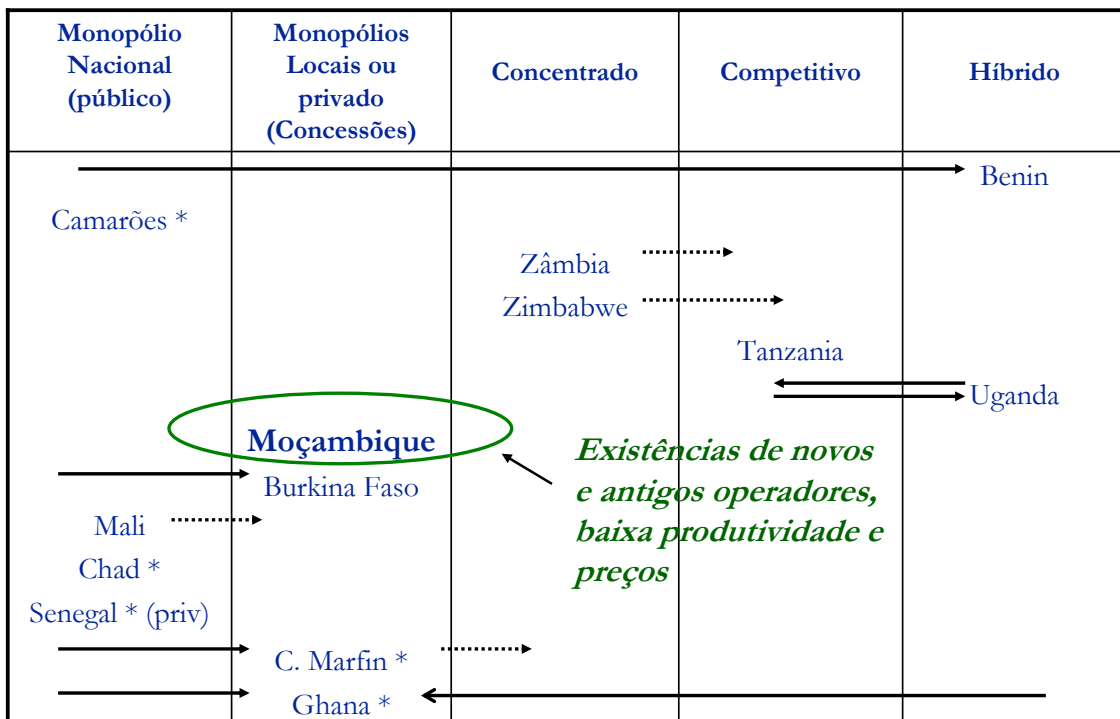 Monopólio
Nacional
(público)
Monopólios
Locais ou
privado
(Concessões)
Concentrado
Competitivo
Híbrido
Benin
Camarões *
Zâmbia
Zimbabwe
Tanzania
Uganda
Moçambique
Existências de novos
e antigos operadores,
baixa produtividade e
preços
Burkina Faso
Mali
Chad *
Senegal * (priv)
C. Marfin *
Ghana *